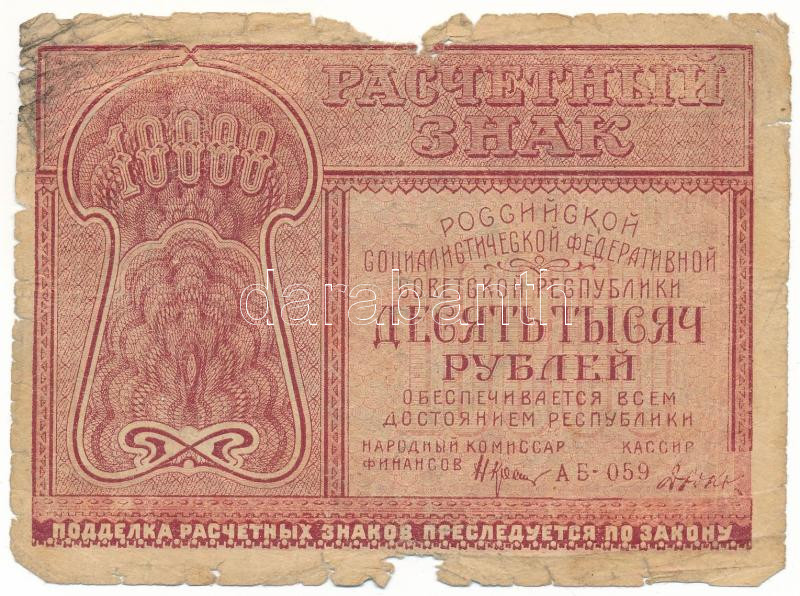 10000
РАСЧЕТНЫЙ
ЗНАК
РОССИЙСКОЙ
СОЦИАЛИСТИЧЕСКОЙ ФЕДЕРАТИВНОЙ
СОВЕТСКОЙ РЕСПУБЛИКИ
ДЕСЯТЬ ТЫСЯЧ
РУБЛЕЙ
ОБЕСПЕЧИВАЕТСЯ ВСЕМ
ДОСТОЯНИЕМ РЕСПУБЛИКИ
НАРОДНЫЙ КОМИССАР КАССИР
ФИНАНСОВ АБ-059
ПОДДЕЛКА РАСЧЕТНЫХ ЗНАКОВ ПРЕСЛЕДУЕТСЯ ПО ЗАКОНУ
darabanth